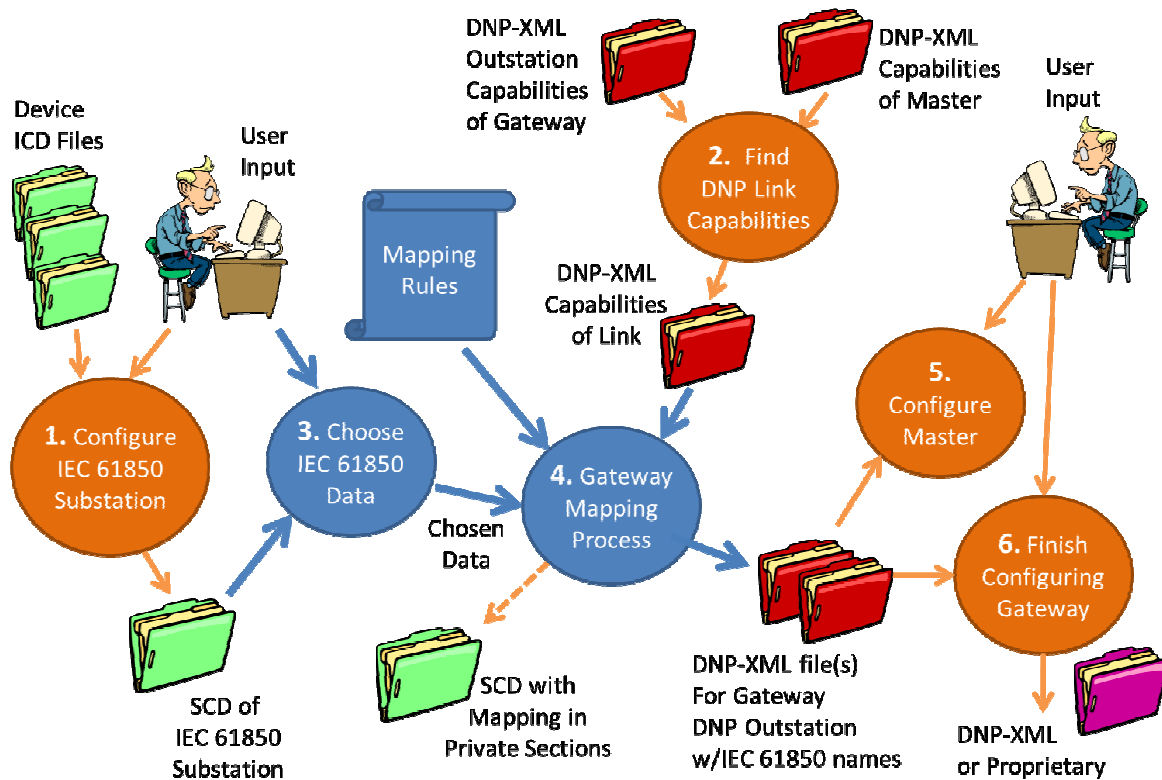 DNP-XML
Outstation
Capabilities
of Gateway
DNP-XML
Capabilities
of Master
User
Input
Device
ICD Files
User
Input
2. Find
DNP Link
Capabilities
Mapping
Rules
DNP-XML
Capabilities
of Link
1. Configure
IEC 61850
Substation
3. Choose
IEC 61850
Data
4. Gateway
Mapping
Process
5.
Configure
Master
Chosen
Data
6. Finish
Configuring
Gateway
SCD of
IEC 61850
Substation
SCD with
Mapping in
Private Sections
DNP-XML file(s)
For Gateway
DNP Outstation
w/IEC 61850 names
DNP-XML
or Proprietary